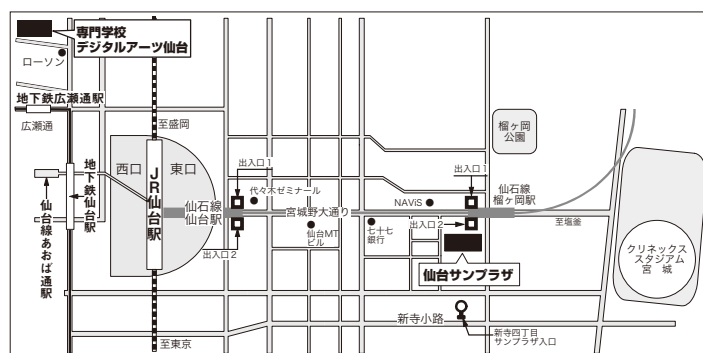 専門学校
デジタルアーツ仙台
ローソン
地下鉄広瀬通駅
広瀬通
至盛岡
榴ヶ岡
公園
西口
東口
JR仙台駅
地下鉄仙台駅
仙台線あおば通駅
出入口1
代々木ゼミナール
仙石線
仙台駅
宮城野大通り
出入口2
仙台MT
ビル
七十七
銀行
NAViS
出入口1
出入口2
仙石線
榴ヶ岡駅
至塩釜
仙台サンプラザ
クリネックス
スタジアム
宮 城
新寺小路
新寺四丁目
サンプラザ入口
至東京